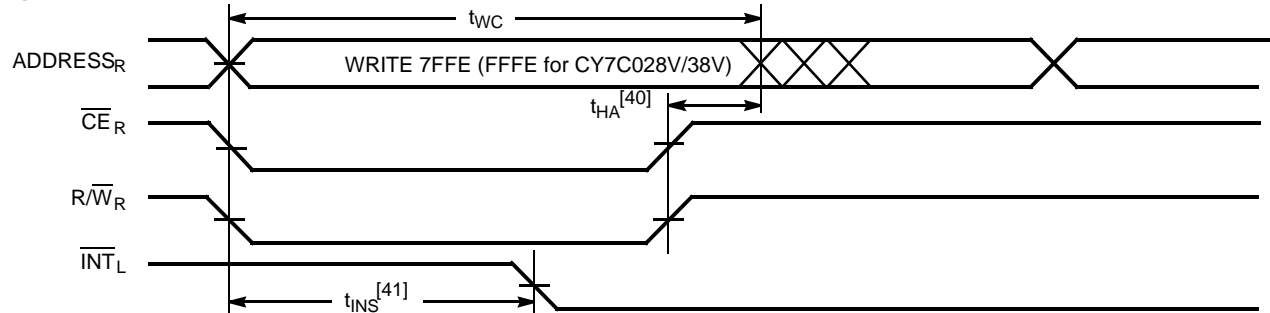 tWC
ADDRESSR
WRITE 7FFE (FFFE for CY7C028V/38V)
tHA[40]
CER
R/WR
INTL
tINS[41]